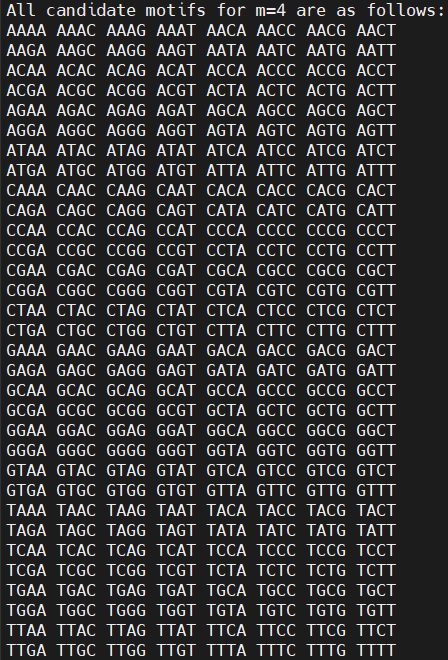 All candidate motifs for m=4 are as follows:
AAAA AAAC AAAG AAAT AACA AACC AACG AACT
AAGA AAGC AAGG AAGT AATA AATC AATG AATT
ACAA ACAC ACAG ACAT ACCA ACCC ACCG ACCT
ACGA ACGC ACGG ACGT ACTA ACTC ACTG ACTT
AGAA AGAC AGAG AGAT AGCA AGCC AGCG AGCT
AGGA AGGC AGGG AGGT AGTA AGTC AGTG AGTT
ATAA ATAC ATAG ATAT ATCA ATCC ATCG ATCT
ATGA ATGC ATGG ATGT ATTA ATTC ATTG ATTT
CAAA CAAC CAAG CAAT CACA CACC CACG CACT
CAGA CAGC CAGG CAGT CATA CATC CATG CATT
CCAA CCAC CCAG CCAT CCCA CCCC CCCG CCCT
CCGA CCGC CCGG CCGT CCTA CCTC CCTG CCTT
CGAA CGAC CGAG CGAT CGCA CGCC CGCG CGCT
CGGA CGGC CGGG CGGT CGTA CGTC CGTG CGTT
CTAA CTAC CTAG CTAT CTCA CTCC CTCG CTCT
CTGA CTGC CTGG CTGT CTTA CTTC CTTG CTTT
GAAA GAAC GAAG GAAT GACA GACC GACG GACT
GAGA GAGC GAGG GAGT GATA GATC GATG GATT
GCAA GCAC GCAG GCAT GCCA GCCC GCCG GCCT
GCGA GCGC GCGG GCGT GCTA GCTC GCTG GCTT
GGAA GGAC GGAG GGAT GGCA GGCC GGCG GGCT
GGGA GGGC GGGG GGGT GGTA GGTC GGTG GGTT
GTAA GTAC GTAG GTAT GTCA GTCC GTCG GTCT
GTGA GTGC GTGG GTGT GTTA GTTC GTTG GTTT
TAAA TAAC TAAG TAAT TACA TACC TACG TACT
TAGA TAGC TAGG TAGT TATA TATC TATG TATT
TCAA TCAC TCAG TCAT TCCA TCCC TCCG TCCT
TCGA TCGC TCGG TCGT TCTA TCTC TCTG TCTT
TGAA TGAC TGAG TGAT TGCA TGCC TGCG TGCT
TGGA TGGC TGGG TGGT TGTA TGTC TGTG TGTT
TTAA TTAC TTAG TTAT TTCA TTCC TTCG TTCT
TTGA TTGC TTGG TTGT TTTA TTTC TTTG TTTT